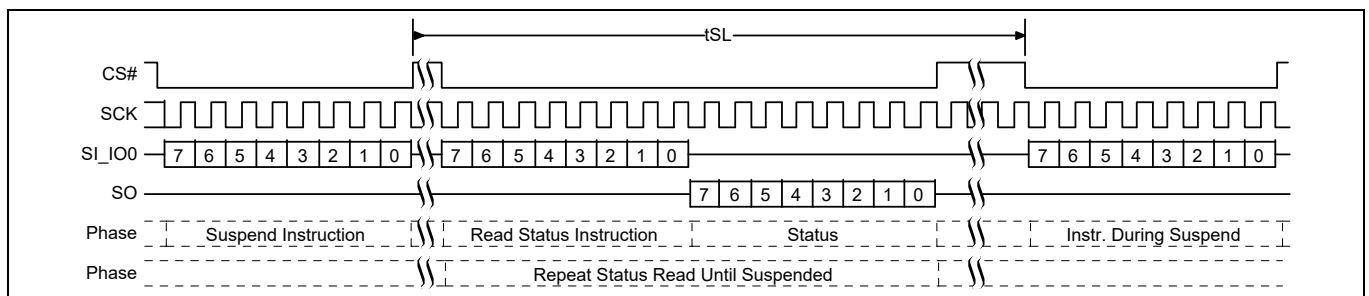 tSL
CS#
SCK
SI_IO0 7 6 5 4 3 2 1 0 7 6 5 4 3 2 1 0 7 6 5 4 3 2 1 0
SO 7 6 5 4 3 2 1 0
Phase Suspend Instruction Read Status Instruction Status Instr. During Suspend
Phase Repeat Status Read Until Suspended